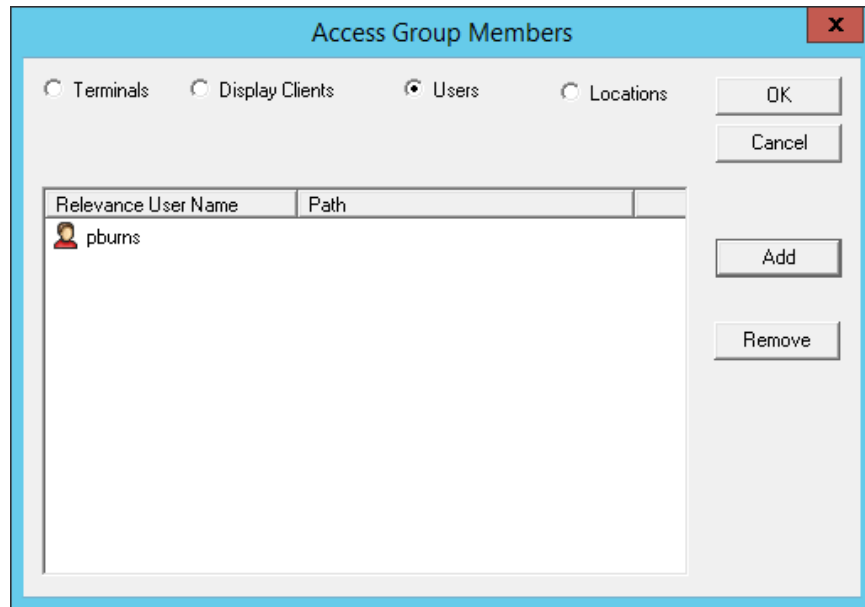 Access Group Members
x
Terminals Display Clients Users Locations
OK
Cancel
Relevance User Name Path
pburns
Add
Remove